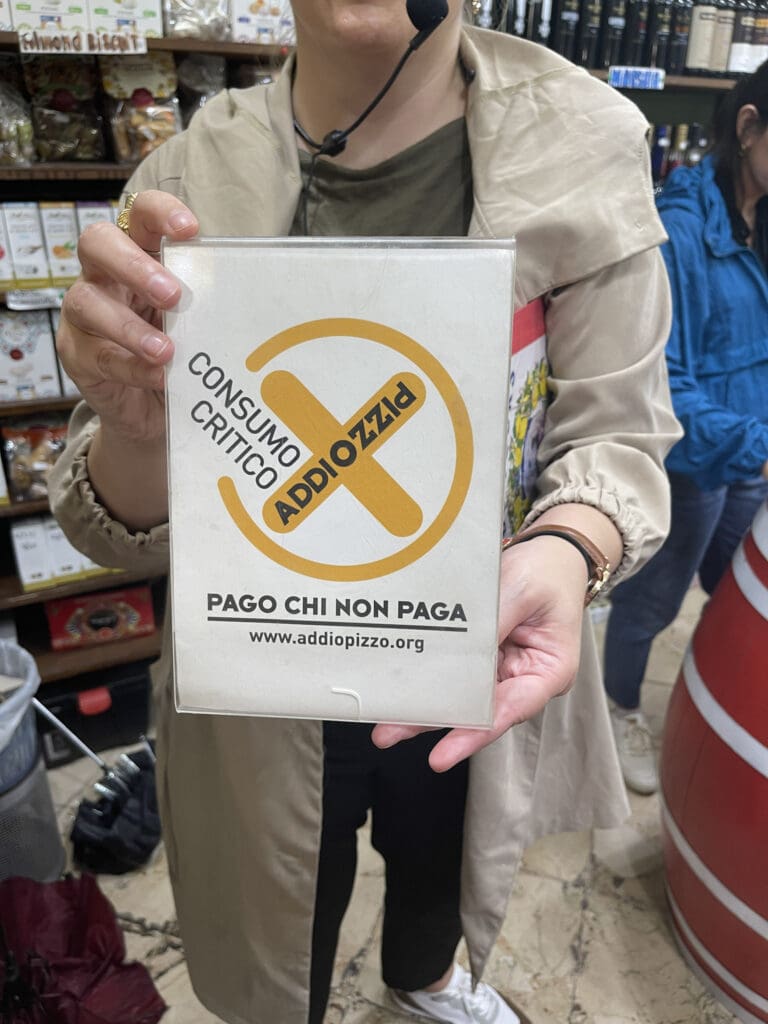 Almond Biscuit
CONSUMO
CRITICO
ADDIOPIZZO
PAGO CHI NON PAGA
www.addiopizzo.org